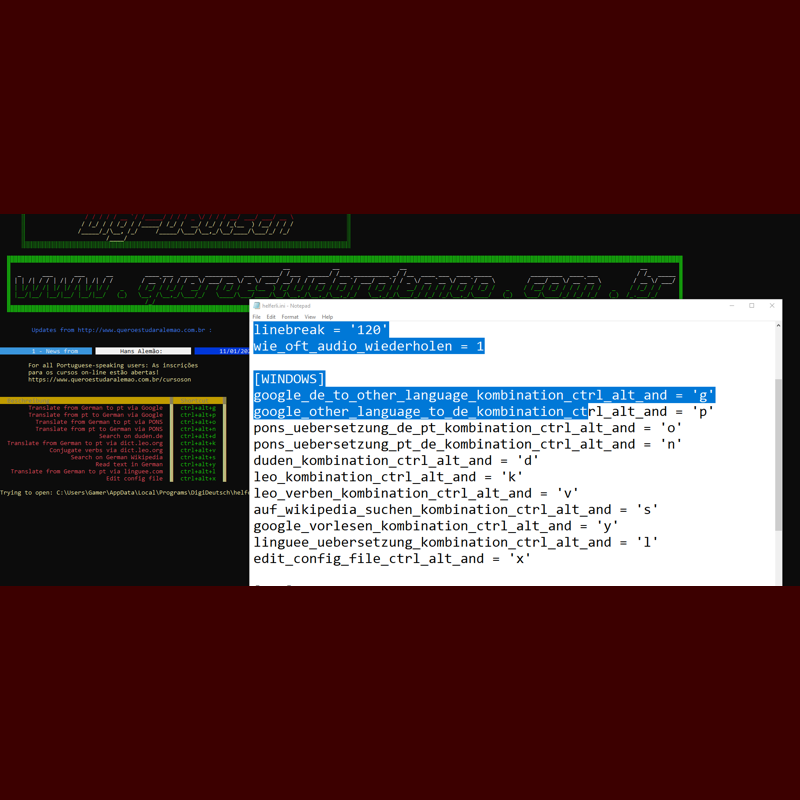 www.queroestudaralemao.com.br
Updates from http://www.queroestudaralemao.com.br :
1 - News from
Hans Alemão:
For all Portuguese-speaking users: As inscrições
para os cursos on-line estão abertas!
https://www.queroestudaralemao.com.br/cursoson
Translate from German to pt via Google ctrl+alt+g
Translate from pt to German via Google ctrl+alt+p
Translate from German to pt via PONS ctrl+alt+o
Translate from pt to German via PONS ctrl+alt+n
Search on duden.de ctrl+alt+d
Translate from German to pt via dict.leo.org ctrl+alt+k
Conjugate verbs via dict.leo.org ctrl+alt+v
Search on German Wikipedia ctrl+alt+s
Read text in German ctrl+alt+y
Translate from German to pt via linguee.com ctrl+alt+l
Edit config file ctrl+alt+x
Trying to open: C:\Users\Gamer\AppData\Local\Programs\DigiDeutsch\helfe
helferli.ini - Notepad
File Edit Format View Help
linebreak = '120'
wie_oft_audio_wiederholen = 1
[WINDOWS]
google_de_to_other_language_kombination_ctrl_alt_and = 'g'
google_other_language_to_de_kombination_ctrl_alt_and = 'p'
pons_uebersetzung_de_pt_kombination_ctrl_alt_and = 'o'
pons_uebersetzung_pt_de_kombination_ctrl_alt_and = 'n'
duden_kombination_ctrl_alt_and = 'd'
leo_kombination_ctrl_alt_and = 'k'
leo_verben_kombination_ctrl_alt_and = 'v'
auf_wikipedia_suchen_kombination_ctrl_alt_and = 's'
google_vorlesen_kombination_ctrl_alt_and = 'y'
linguee_uebersetzung_kombination_ctrl_alt_and = 'l'
edit_config_file_ctrl_alt_and = 'x'